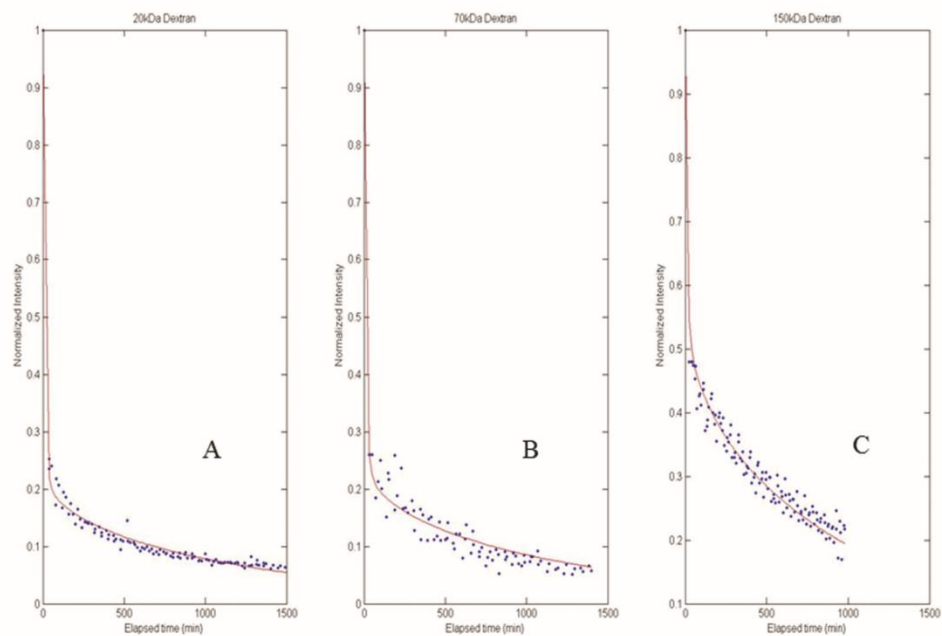 20kDa Dextran
1
0.9
0.8
0.7
0.6
0.5
0.4
0.3
0.2
0.1
0
Normalized Intensity
A
0 500 1000 1500
Elapsed time (min)
70kDa Dextran
1
0.9
0.8
0.7
0.6
0.5
0.4
0.3
0.2
0.1
0
Normalized Intensity
B
0 500 1000 1500
Elapsed time (min)
150kDa Dextran
1
0.9
0.8
0.7
0.6
0.5
0.4
0.3
0.2
0.1
Normalized Intensity
C
0 500 1000 1500
Elapsed time (min)